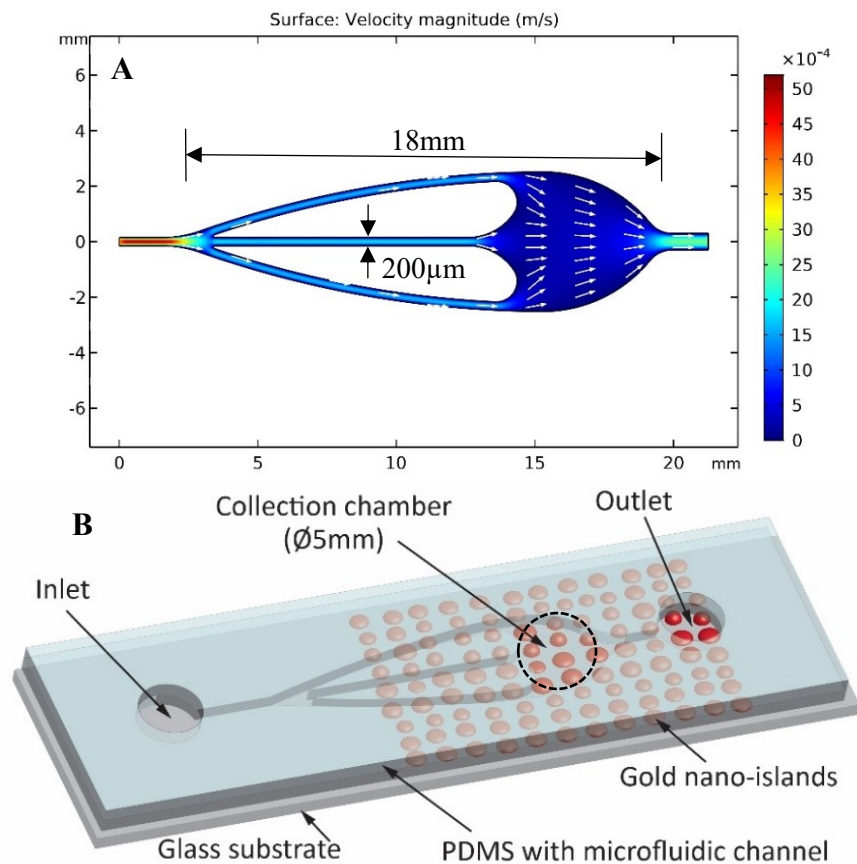 Surface: Velocity magnitude (m/s)
mm
A
×10⁻⁴
6
4
2
0
-2
-4
-6
18mm
200µm
0
5
10
15
20
mm
50
45
40
35
30
25
20
15
10
5
0
B
Collection chamber
(Ø5mm)
Outlet
Inlet
Gold nano-islands
Glass substrate
PDMS with microfluidic channel